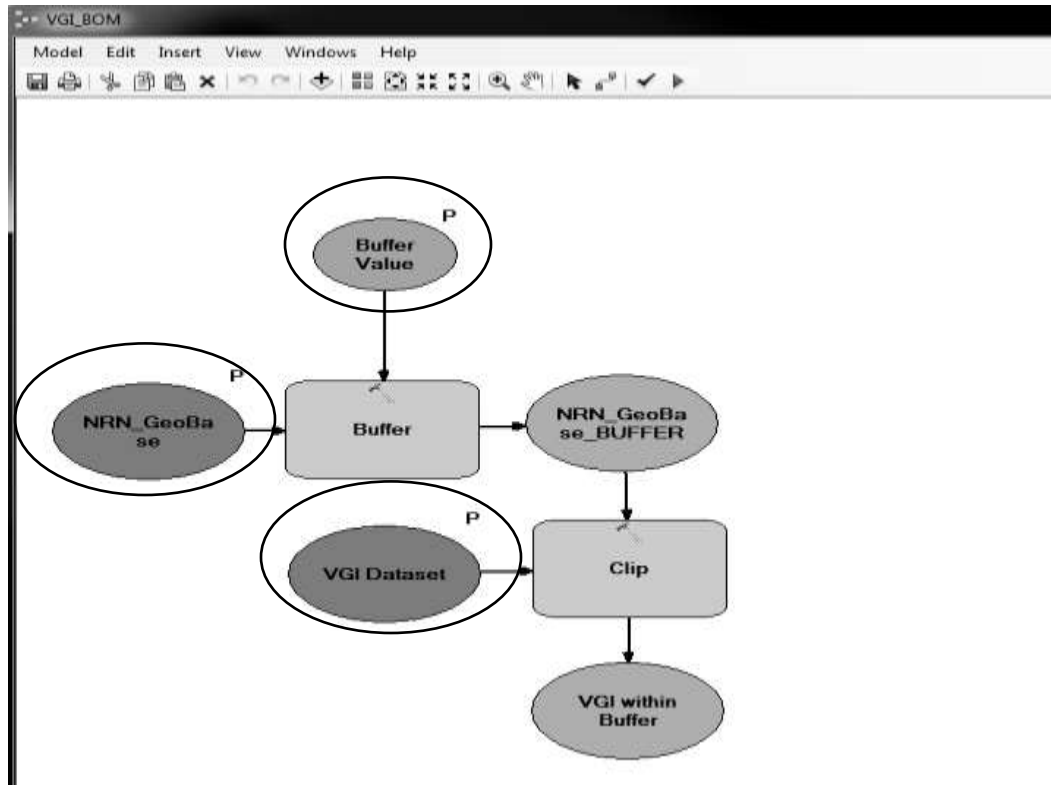 VGI_BOM
Model Edit Insert View Windows Help
P
Buffer
Value
P
NRN_GeoBa
se
Buffer
NRN_GeoBa
se_BUFFER
P
VGI Dataset
Clip
VGI within
Buffer